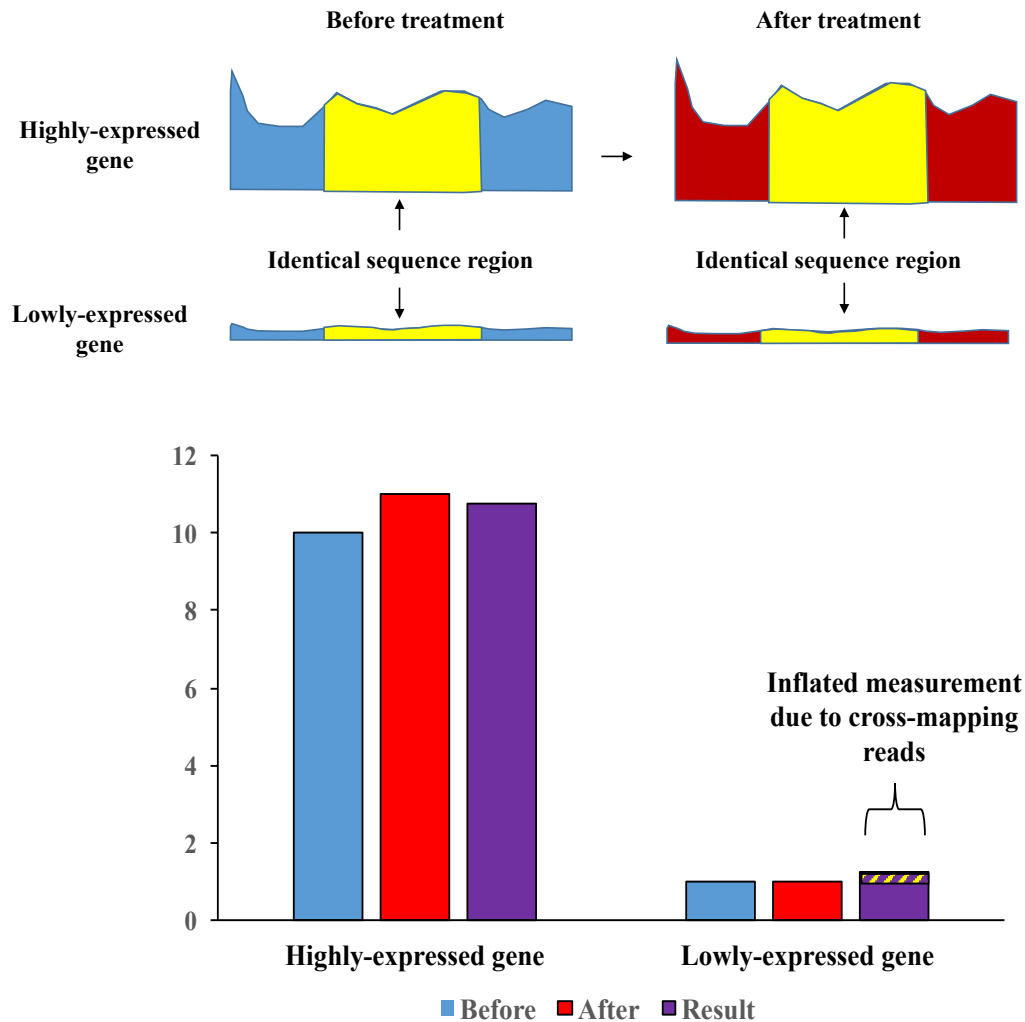 Before treatment
After treatment
Highly-expressed
gene
Identical sequence region
Identical sequence region
Lowly-expressed
gene
12
10
8
6
4
2
0
Inflated measurement
due to cross-mapping
reads
Highly-expressed gene
Lowly-expressed gene
Before After Result